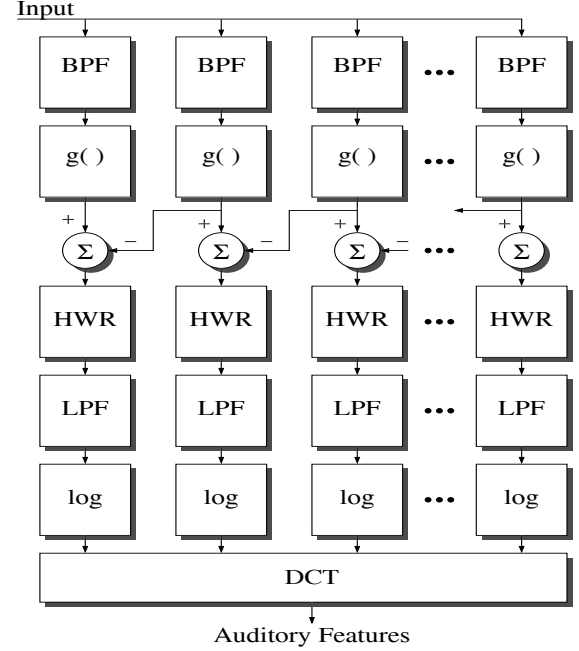 Input
BPF BPF BPF ••• BPF
g( ) g( ) g( ) ••• g( )
+ − + − + − +
Σ Σ Σ ••• Σ
HWR HWR HWR ••• HWR
LPF LPF LPF ••• LPF
log log log ••• log
DCT
Auditory Features